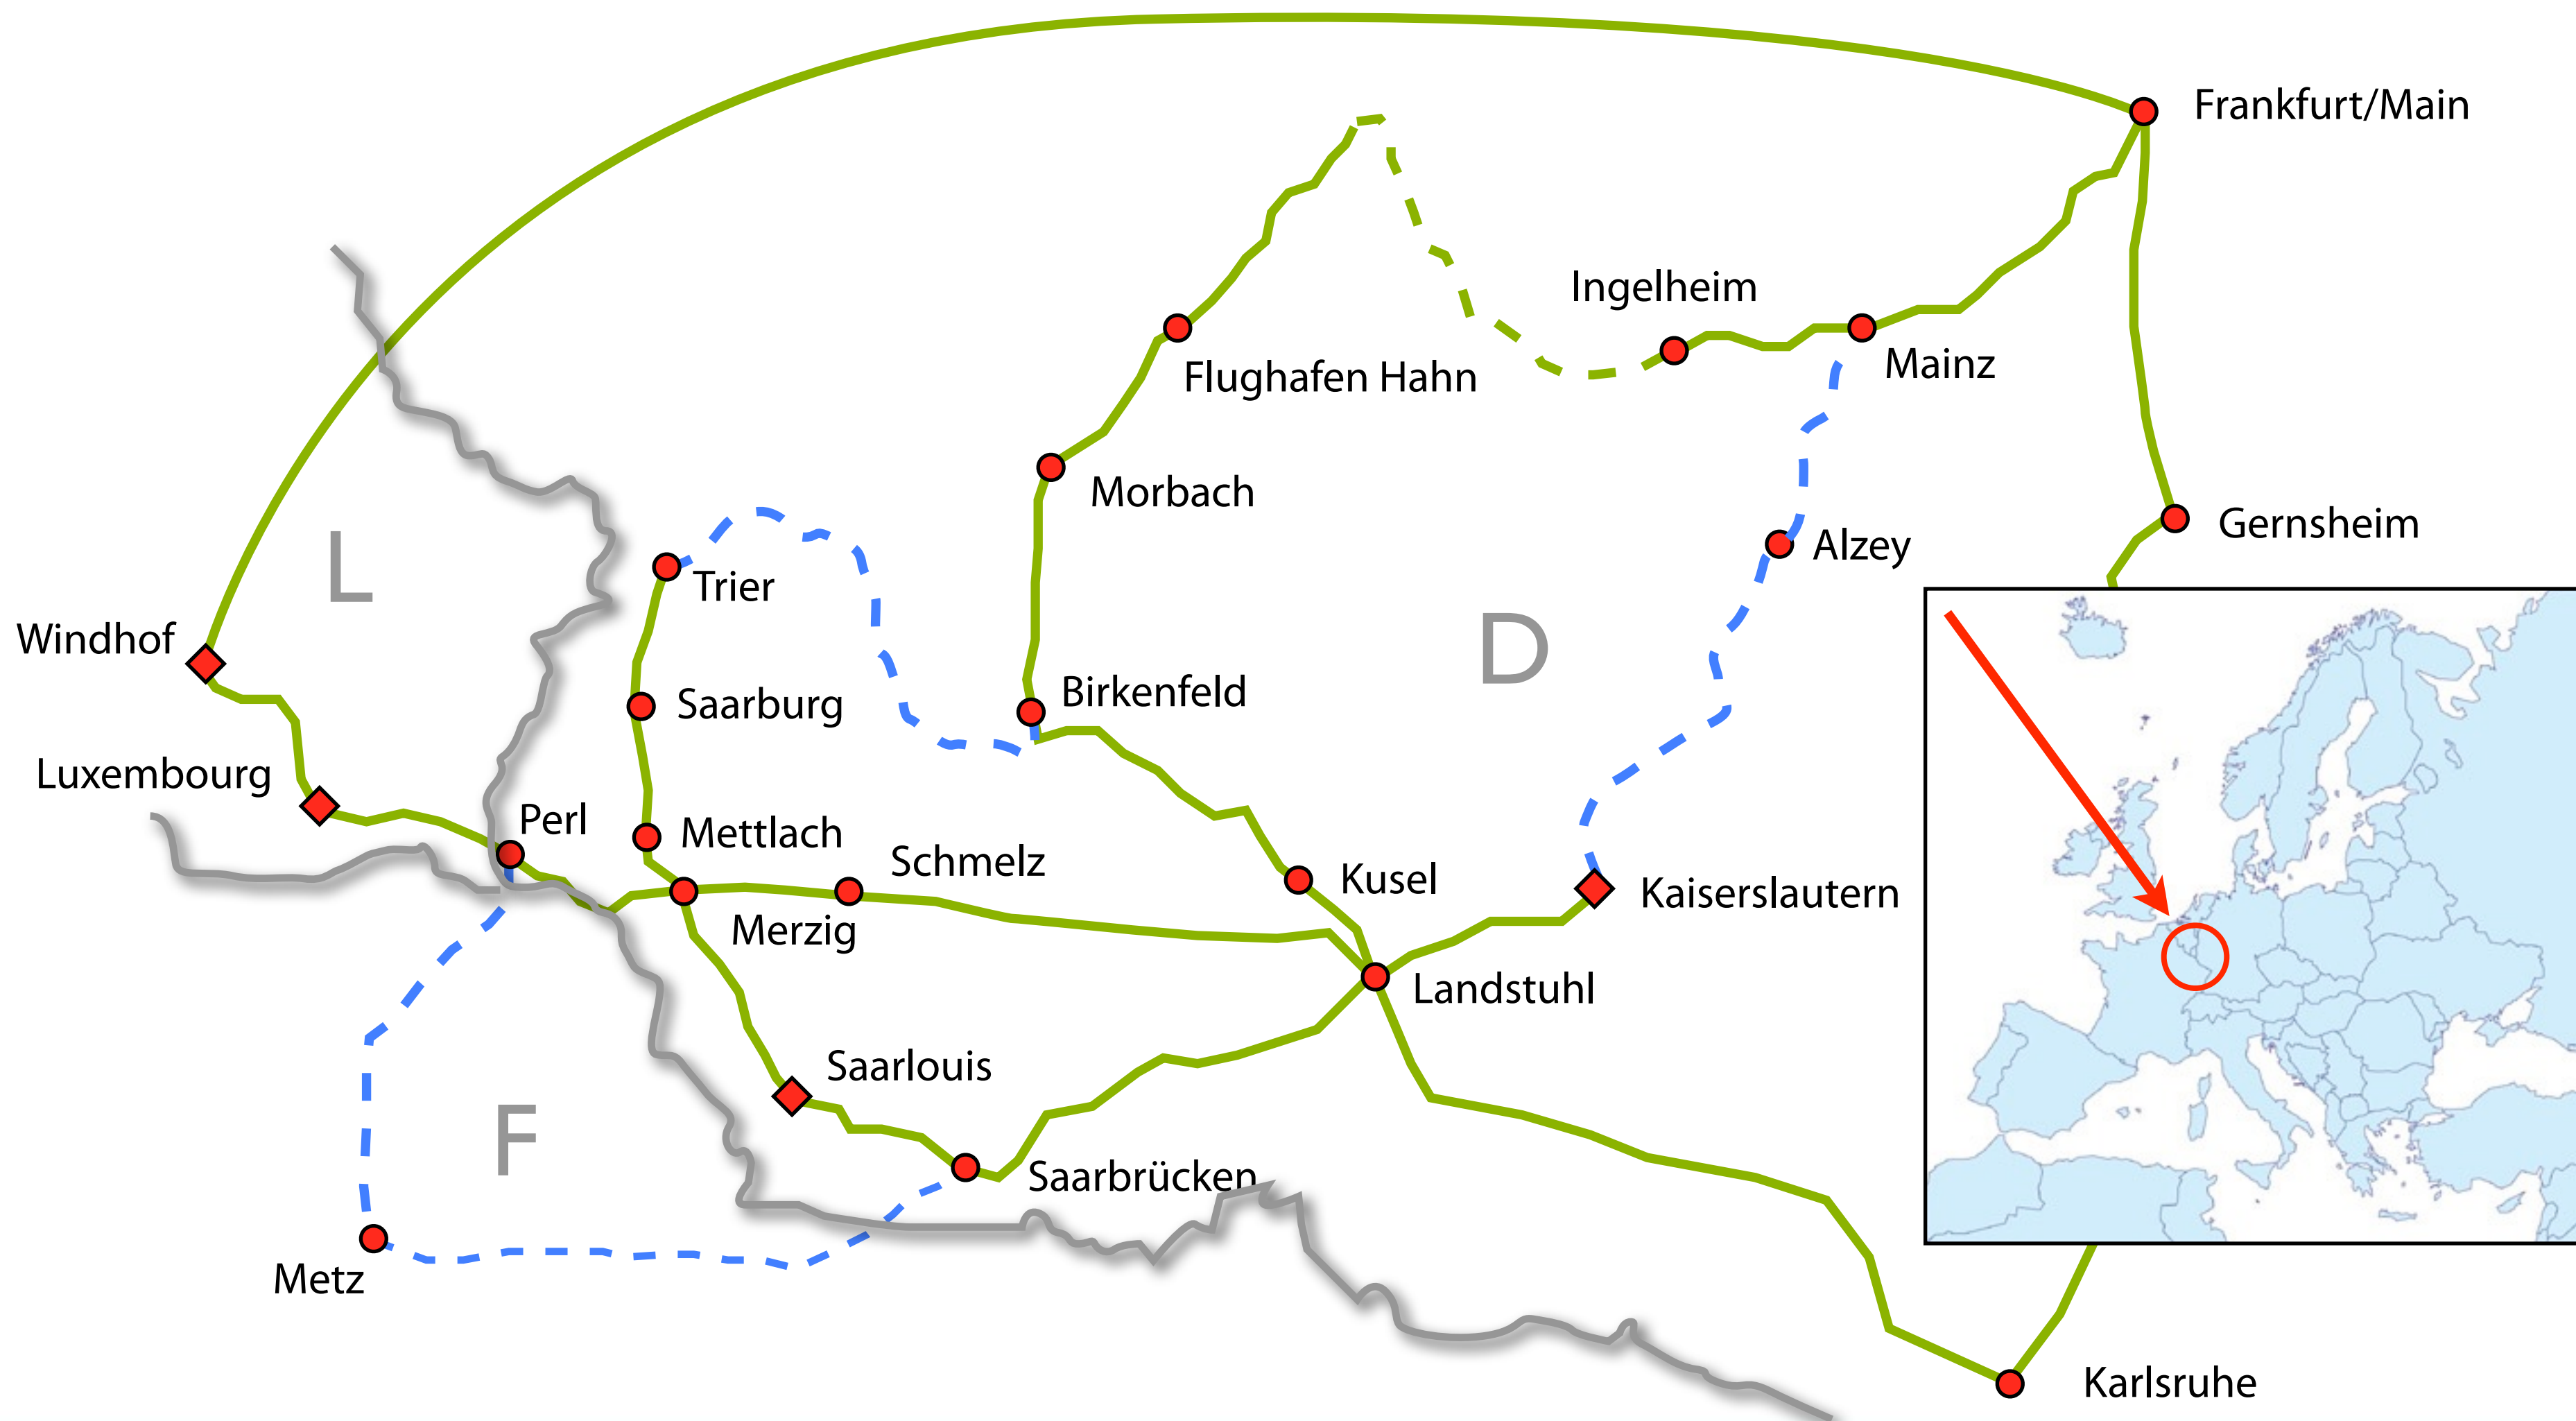 Frankfurt/Main
Ingelheim
Mainz
Flughafen Hahn
Morbach
Gernsheim
Alzey
L
Trier
D
Windhof
Saarburg
Birkenfeld
Luxembourg
Perl
Mettlach
Schmelz
Kusel
Kaiserslautern
Merzig
Landstuhl
Saarlouis
F
Saarbrücken
Metz
Karlsruhe